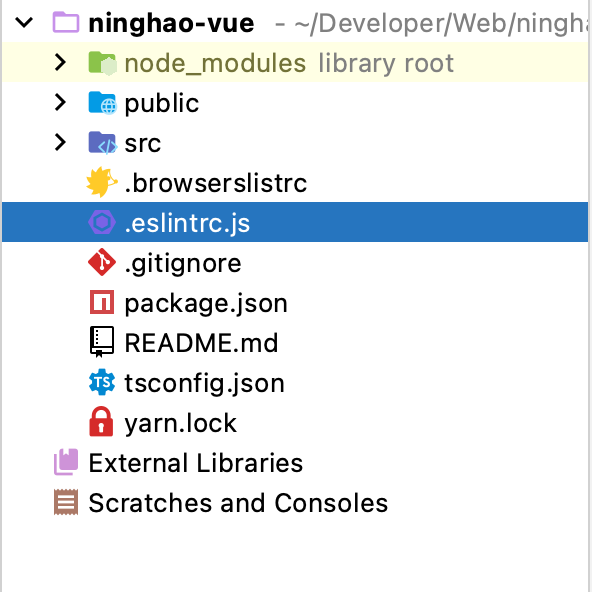 ninghao-vue - ~/Developer/Web/ningha
node_modules library root
public
src
.browserslistrc
.eslintrc.js
.gitignore
package.json
README.md
TS tsconfig.json
yarn.lock
External Libraries
Scratches and Consoles